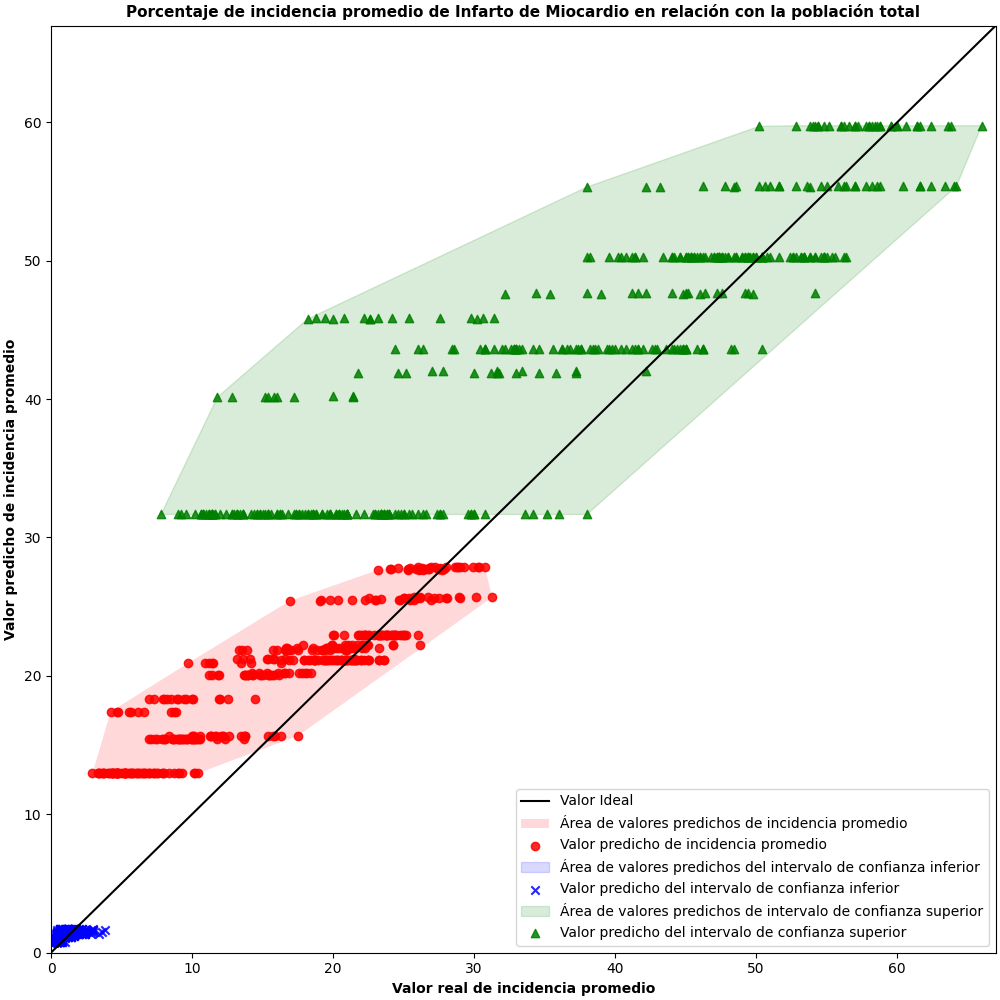 Porcentaje de incidencia promedio de Infarto de Miocardio en relación con la población total
Valor predicho de incidencia promedio
60
50
40
30
20
10
0
0 10 20 30 40 50 60
Valor real de incidencia promedio
Valor Ideal
Área de valores predichos de incidencia promedio
Valor predicho de incidencia promedio
Área de valores predichos del intervalo de confianza inferior
Valor predicho del intervalo de confianza inferior
Área de valores predichos de intervalo de confianza superior
Valor predicho del intervalo de confianza superior